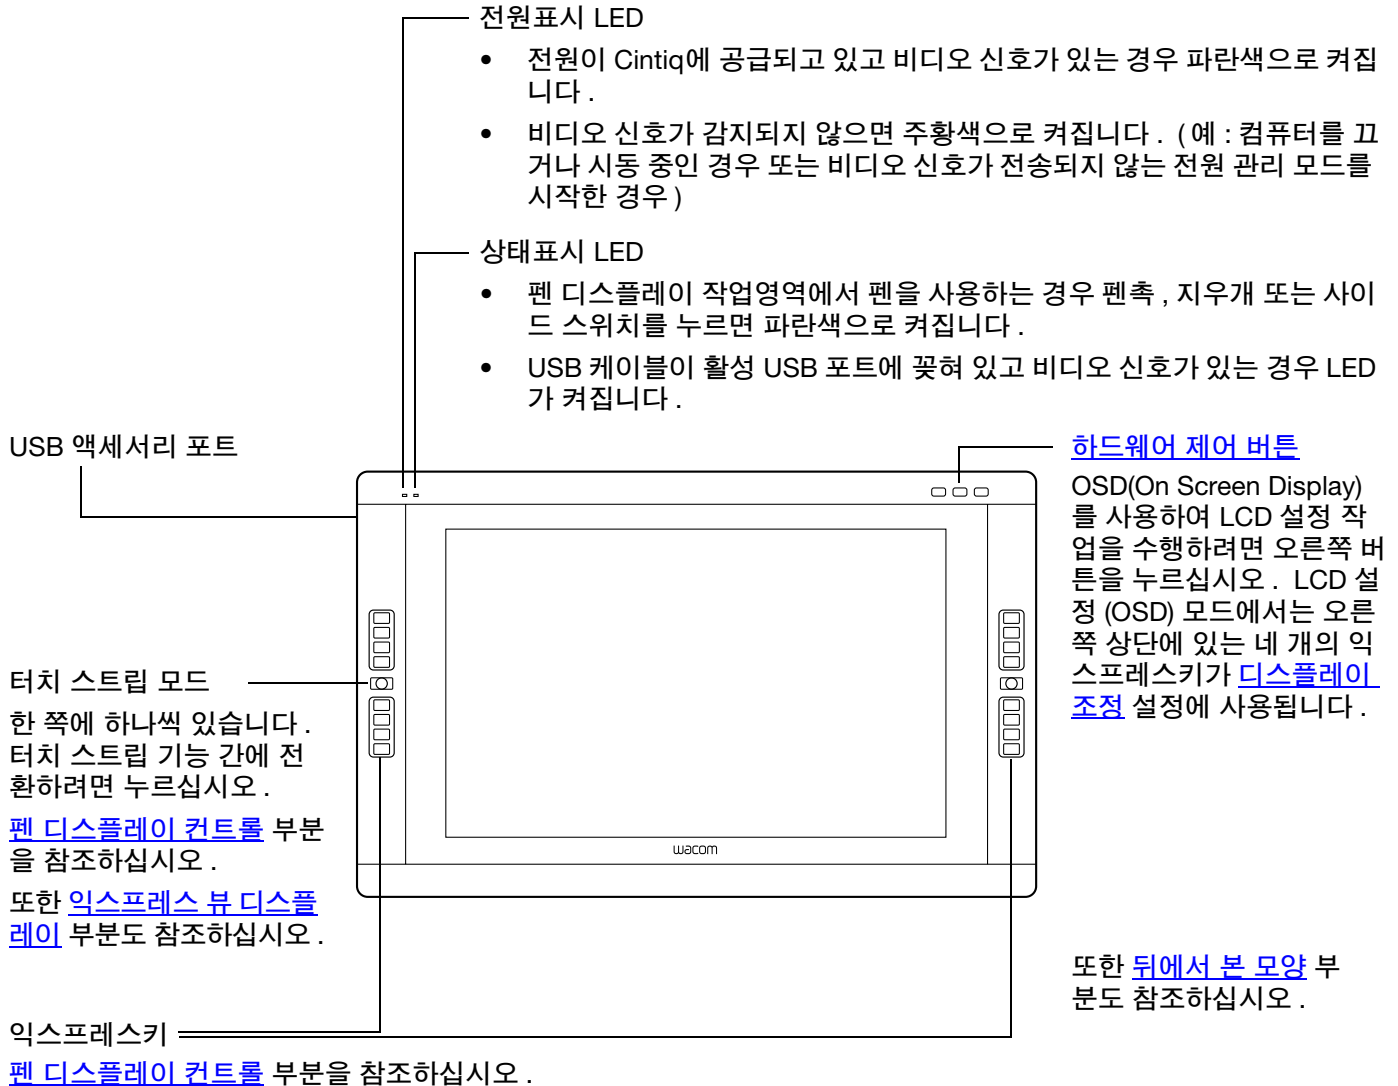 전원표시 LED
• 전원이 Cintiq에 공급되고 있고 비디오 신호가 있는 경우 파란색으로 켜집
니다 .
• 비디오 신호가 감지되지 않으면 주황색으로 켜집니다 . ( 예 : 컴퓨터를 끄
거나 시동 중인 경우 또는 비디오 신호가 전송되지 않는 전원 관리 모드를
시작한 경우 )
상태표시 LED
• 펜 디스플레이 작업영역에서 펜을 사용하는 경우 펜촉 , 지우개 또는 사이
드 스위치를 누르면 파란색으로 켜집니다 .
• USB 케이블이 활성 USB 포트에 꽂혀 있고 비디오 신호가 있는 경우 LED
가 켜집니다 .
USB 액세서리 포트
하드웨어 제어 버튼
OSD(On Screen Display)
를 사용하여 LCD 설정 작
업을 수행하려면 오른쪽 버
튼을 누르십시오 . LCD 설
정 (OSD) 모드에서는 오른
쪽 상단에 있는 네 개의 익
스프레스키가 디스플레이
조정 설정에 사용됩니다 .
터치 스트립 모드
한 쪽에 하나씩 있습니다 .
터치 스트립 기능 간에 전
환하려면 누르십시오 .
펜 디스플레이 컨트롤 부분
을 참조하십시오 .
또한 익스프레스 뷰 디스플
레이 부분도 참조하십시오 .
wacom
또한 뒤에서 본 모양 부
분도 참조하십시오 .
익스프레스키
펜 디스플레이 컨트롤 부분을 참조하십시오 .